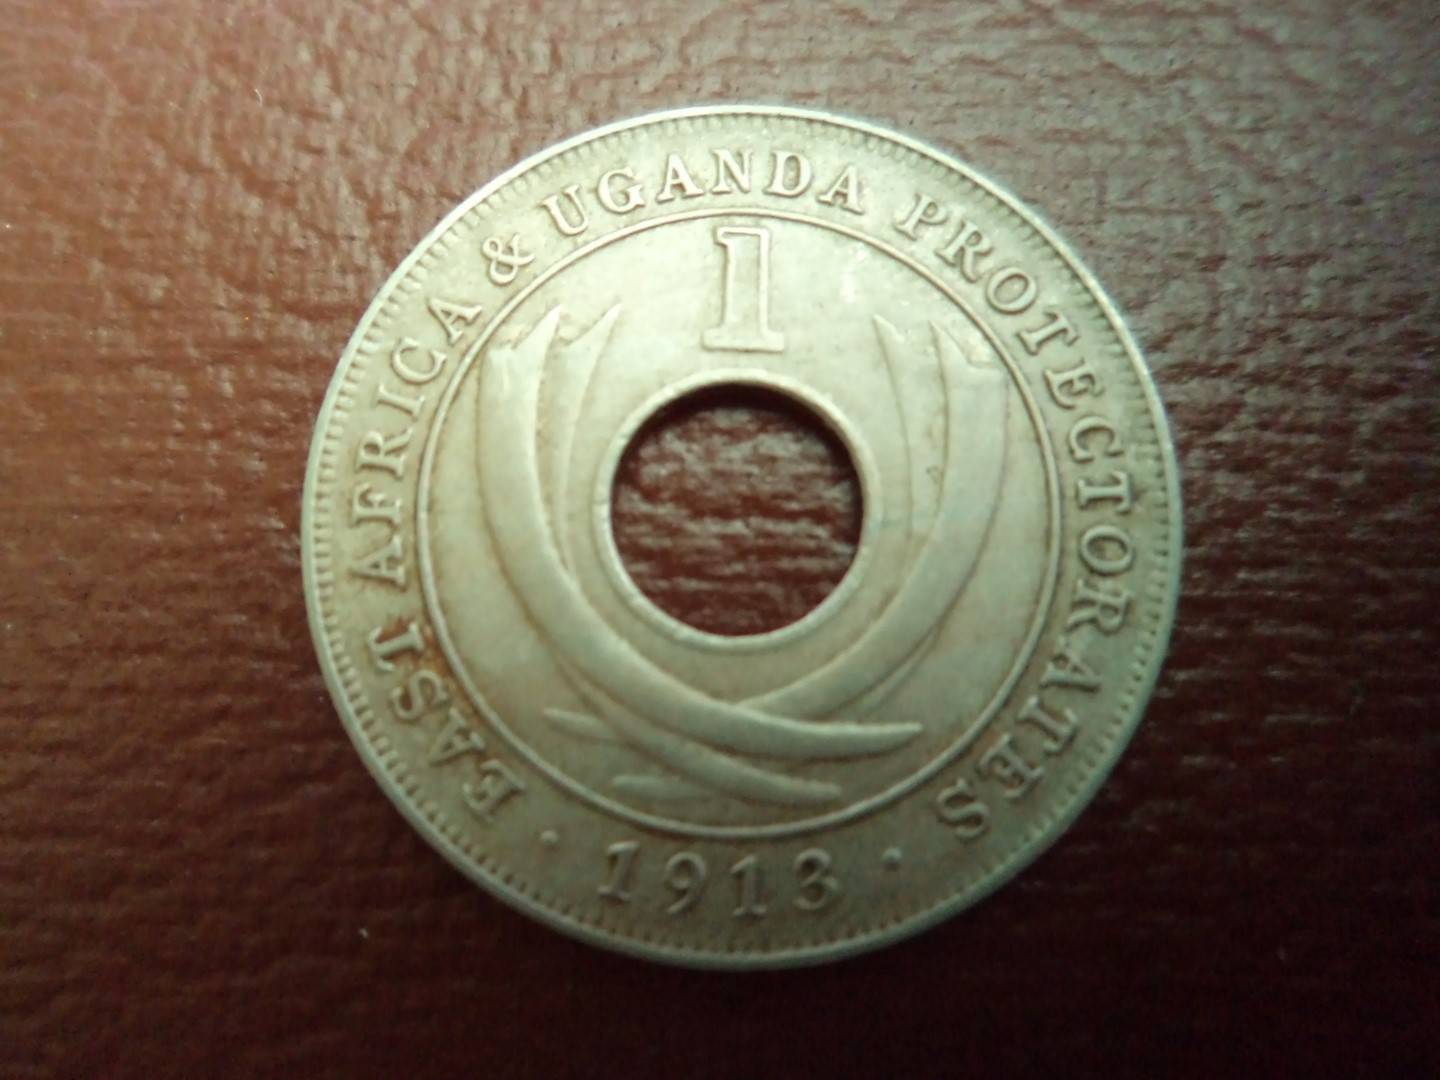 EAST AFRICA & UGANDA PROTECTORATES
1
· 1913 ·